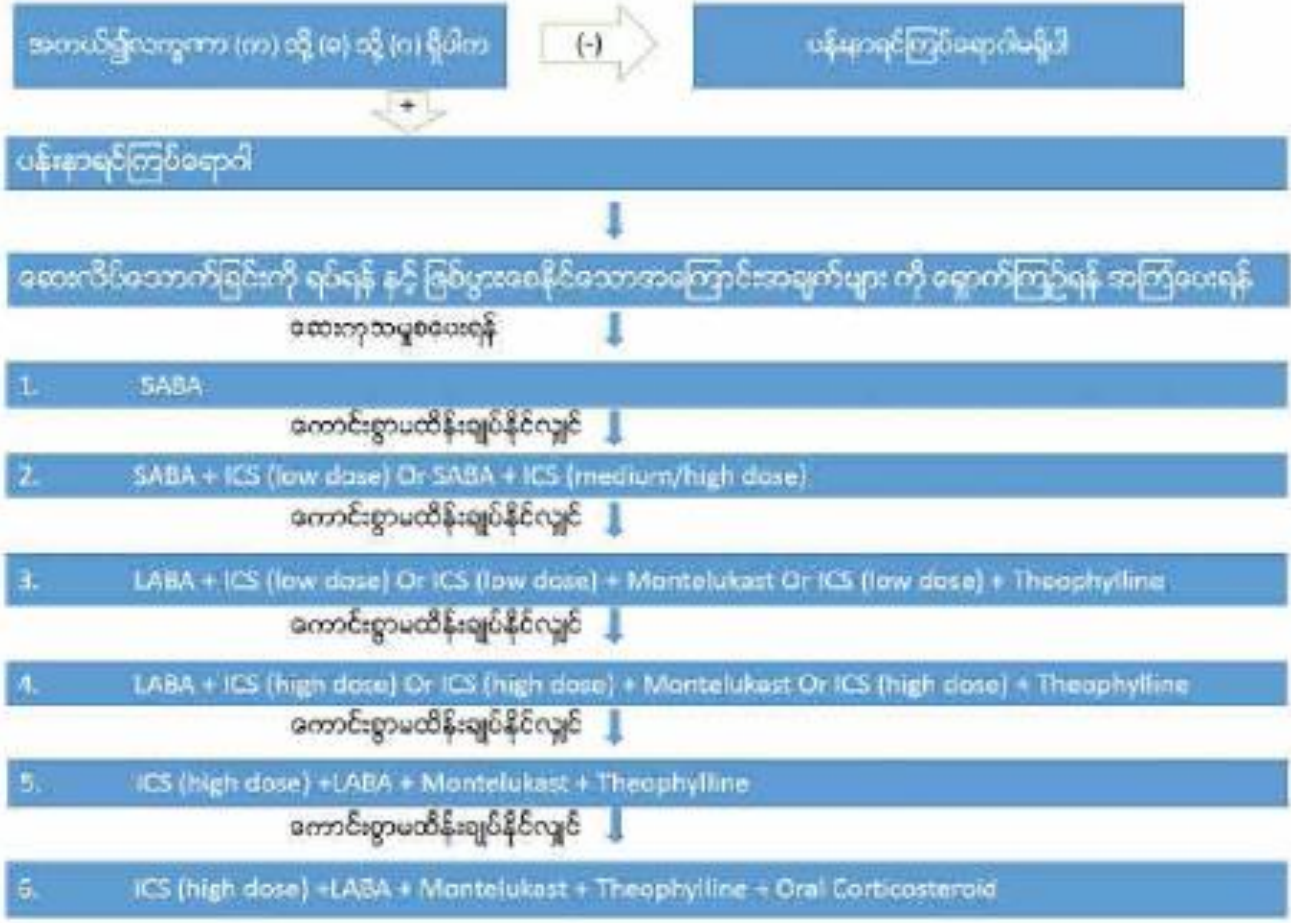 အကယ်၍လက္ခဏာ (က) သို့ (ခ) သို့ (ဂ) ရှိပါက
(-)
ပန်းနာရင်ကြပ်ရောဂါမရှိပါ
+
ပန်းနာရင်ကြပ်ရောဂါ
ဆေးလိပ်သောက်ခြင်းကို ရပ်ရန် နှင့် ဖြစ်ပွားစေနိုင်သောအကြောင်းအချက်များ ကို ရှောက်ကြဉ်ရန် အကြံပေးရန်
ဆေးကုသမှုစပေးရန်
1. SABA
ကောင်းစွာမထိန်းချုပ်နိုင်လျှင်
2. SABA + ICS (low dose) Or SABA + ICS (medium/high dose)
ကောင်းစွာမထိန်းချုပ်နိုင်လျှင်
3. LABA + ICS (low dose) Or ICS (low dose) + Montelukast Or ICS (low dose) + Theophylline
ကောင်းစွာမထိန်းချုပ်နိုင်လျှင်
4. LABA + ICS (high dose) Or ICS (high dose) + Montelukast Or ICS (high dose) + Theophylline
ကောင်းစွာမထိန်းချုပ်နိုင်လျှင်
5. ICS (high dose) +LABA + Montelukast + Theophylline
ကောင်းစွာမထိန်းချုပ်နိုင်လျှင်
6. ICS (high dose) +LABA + Montelukast + Theophylline + Oral Corticosteroid